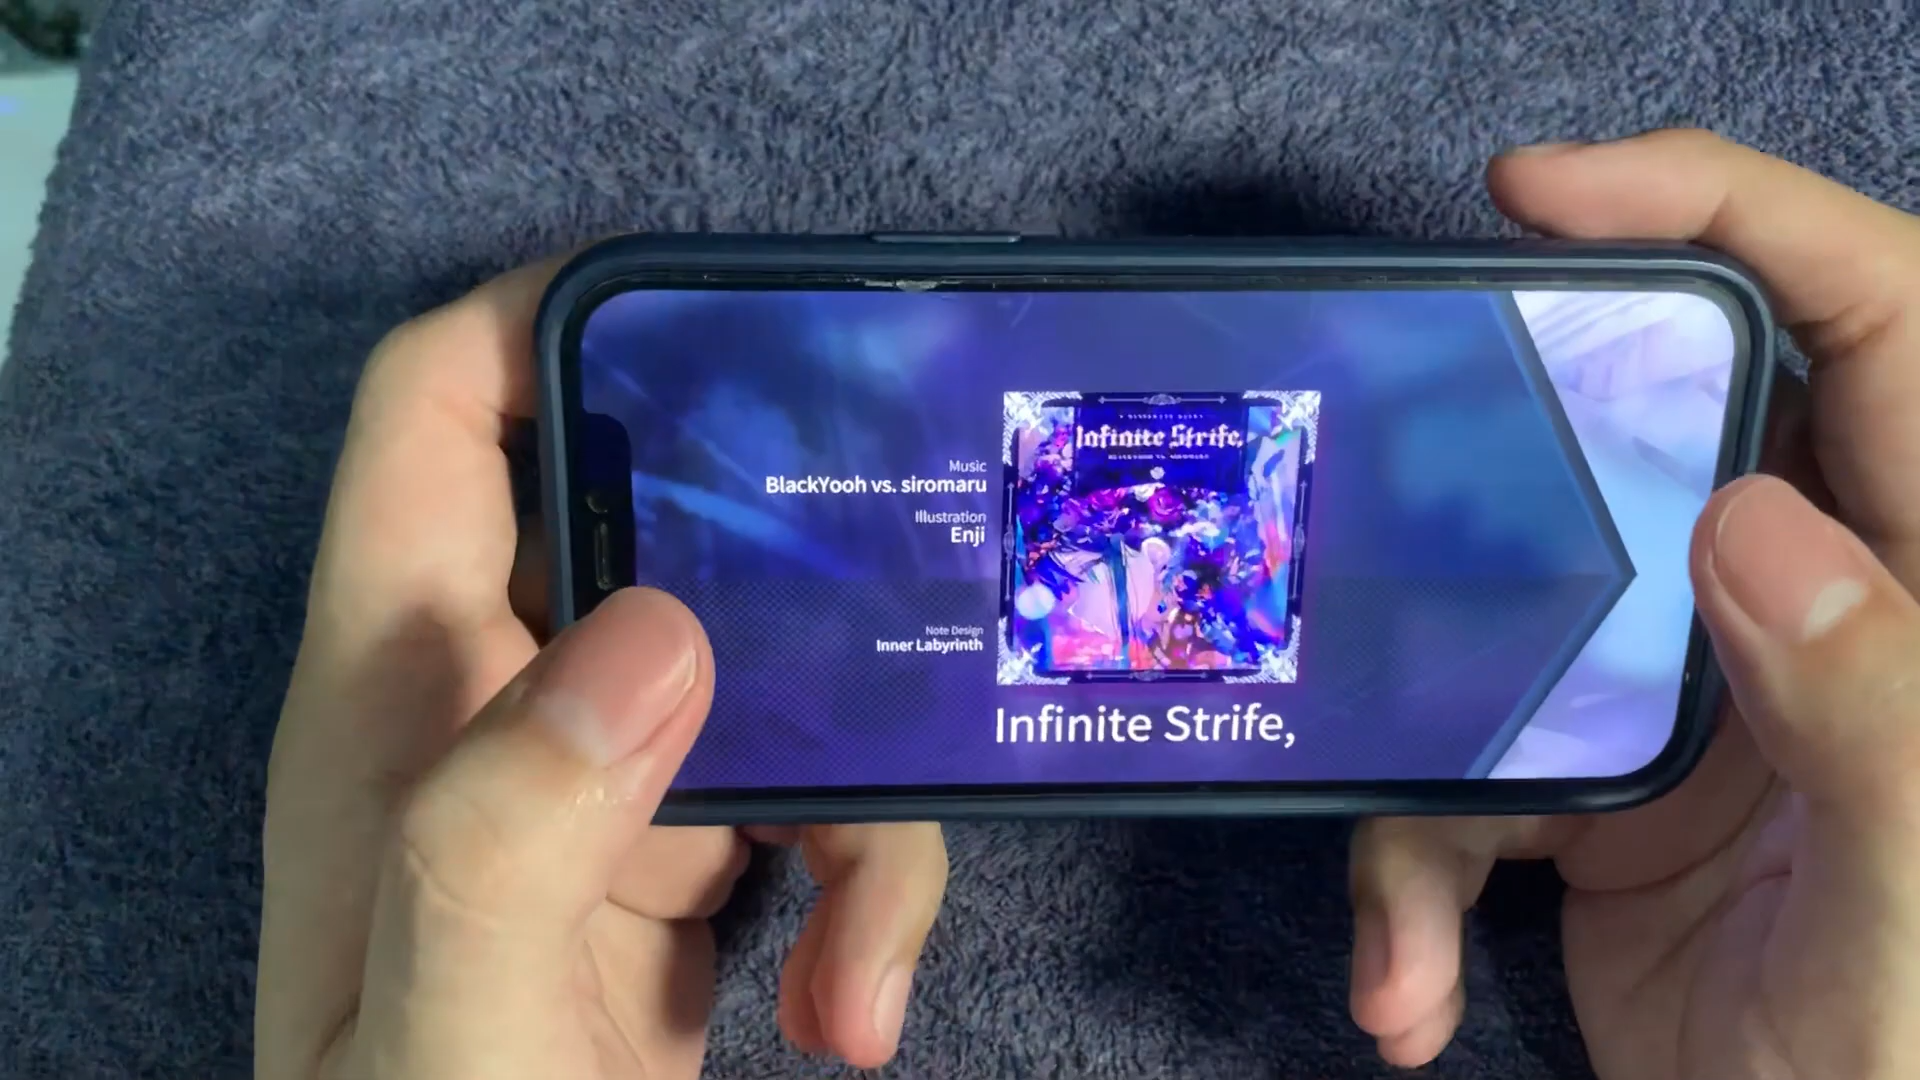 Infinite Strife,
Music
BlackYooh vs. siromaru
Illustration
Enji
Note Design
Inner Labyrinth
Infinite Strife,